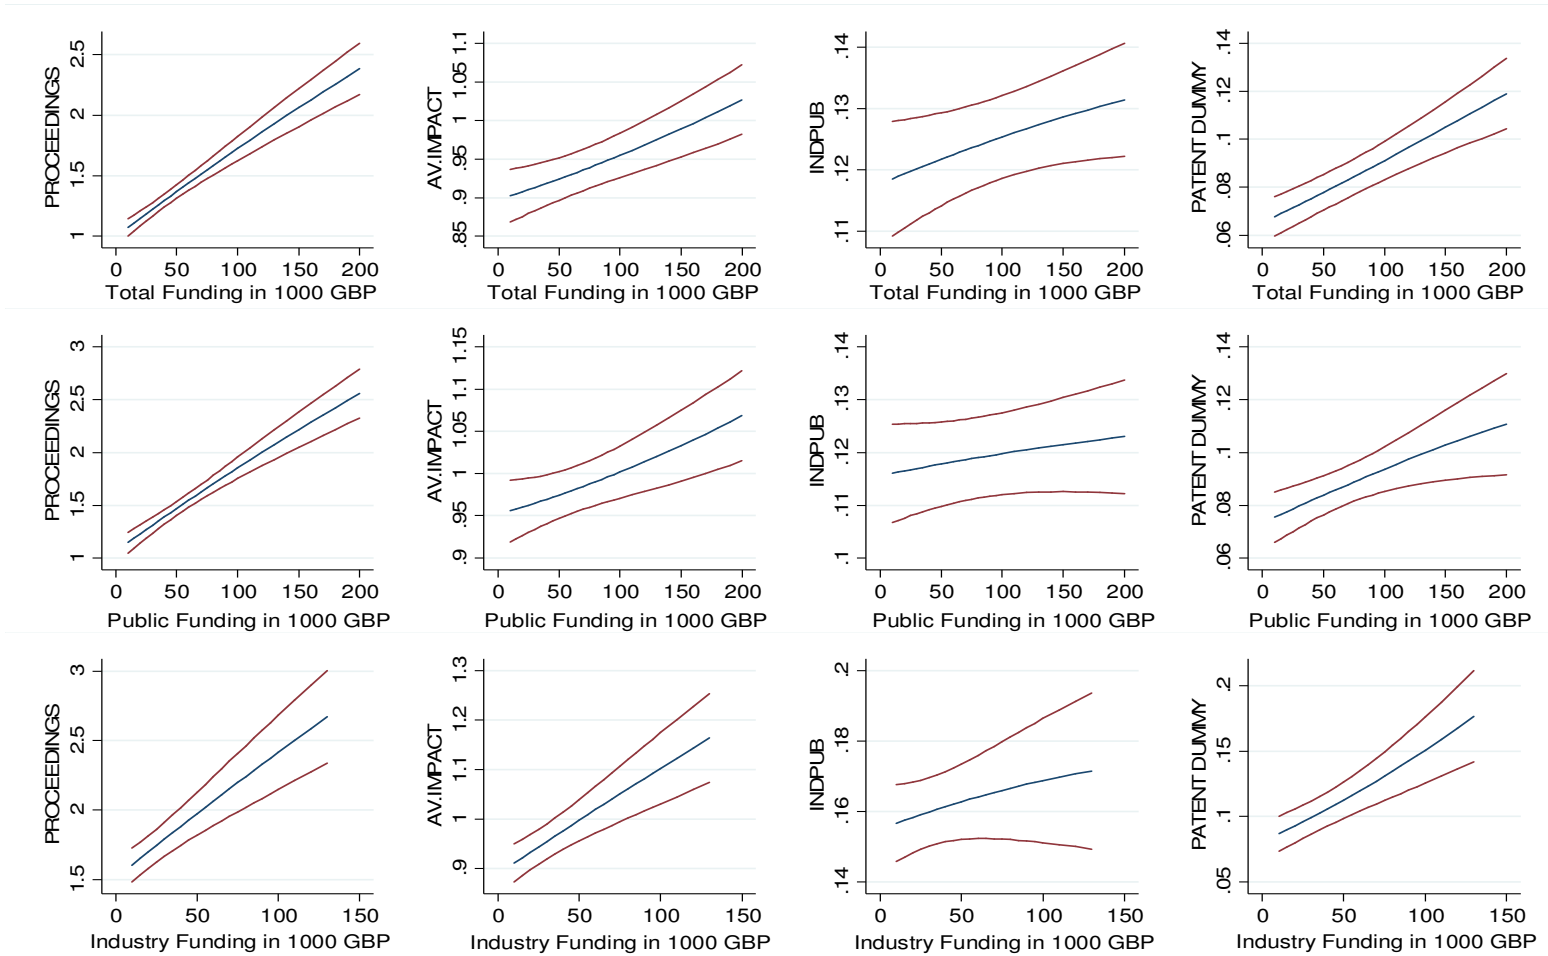 PROCEEDINGS
1 1.5 2 2.5
0 50 100 150 200
Total Funding in 1000 GBP
AV.IMPACT
.85 .9 .95 1 1.05 1.1
0 50 100 150 200
Total Funding in 1000 GBP
INDPUB
.11 .12 .13 .14
0 50 100 150 200
Total Funding in 1000 GBP
PATENT DUMMY
.06 .08 .1 .12 .14
0 50 100 150 200
Total Funding in 1000 GBP
PROCEEDINGS
1 1.5 2 2.5 3
0 50 100 150 200
Public Funding in 1000 GBP
AV.IMPACT
.9 .95 1 1.05 1.1 1.15
0 50 100 150 200
Public Funding in 1000 GBP
INDPUB
.1 .11 .12 .13 .14
0 50 100 150 200
Public Funding in 1000 GBP
PATENT DUMMY
.06 .08 .1 .12 .14
0 50 100 150 200
Public Funding in 1000 GBP
PROCEEDINGS
1.5 2 2.5 3
0 50 100 150
Industry Funding in 1000 GBP
AV.IMPACT
.9 1 1.1 1.2 1.3
0 50 100 150
Industry Funding in 1000 GBP
INDPUB
.14 .16 .18 .2
0 50 100 150
Industry Funding in 1000 GBP
PATENT DUMMY
.05 .1 .15 .2
0 50 100 150
Industry Funding in 1000 GBP